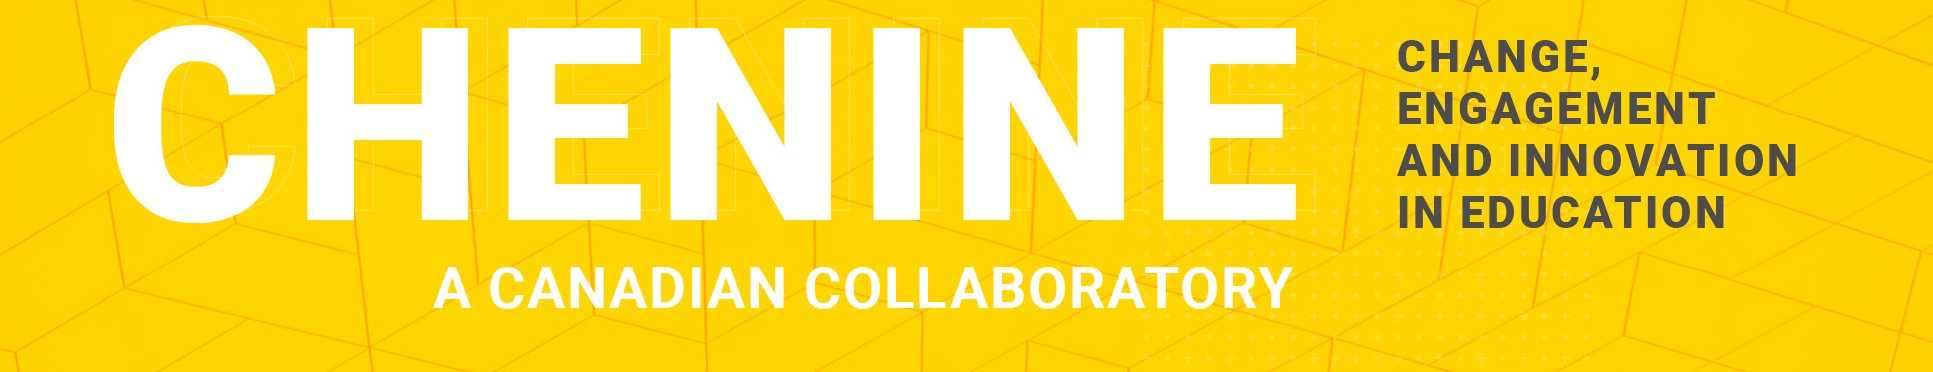 CHENINE
A CANADIAN COLLABORATORY
CHANGE,
ENGAGEMENT
AND INNOVATION
IN EDUCATION